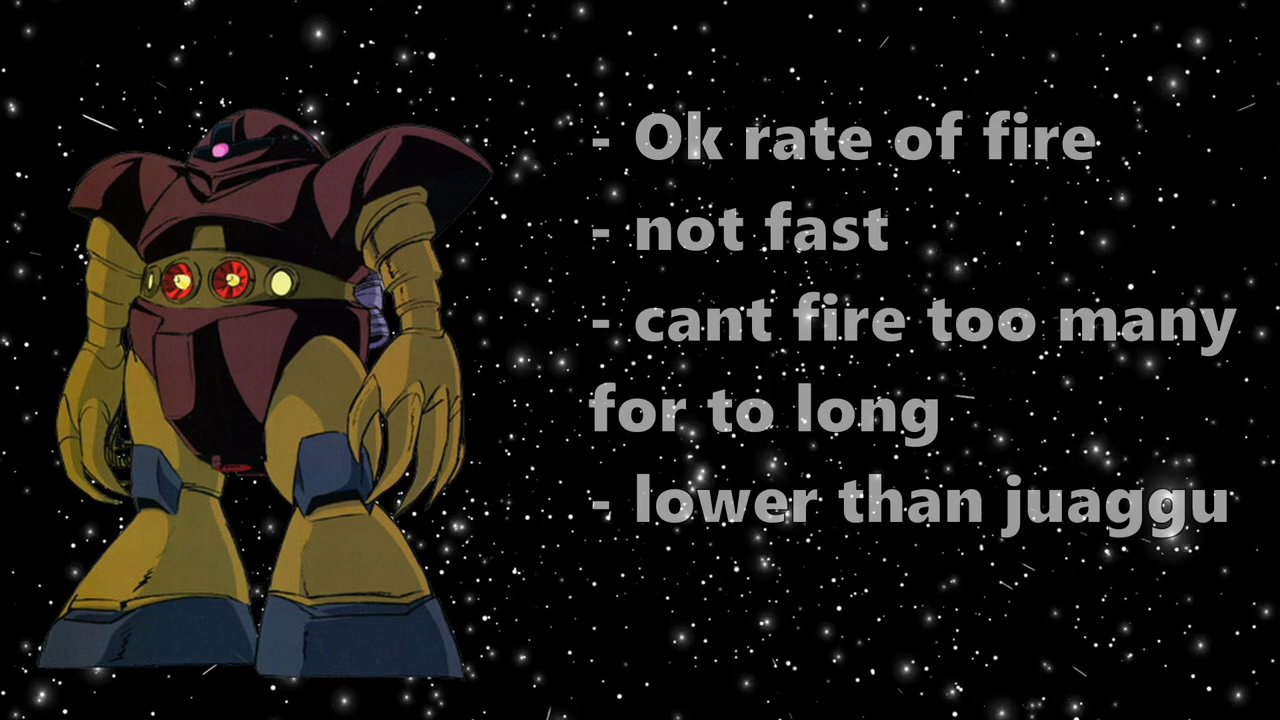 - Ok rate of fire
- not fast
- cant fire too many
for to long
- lower than juaggu